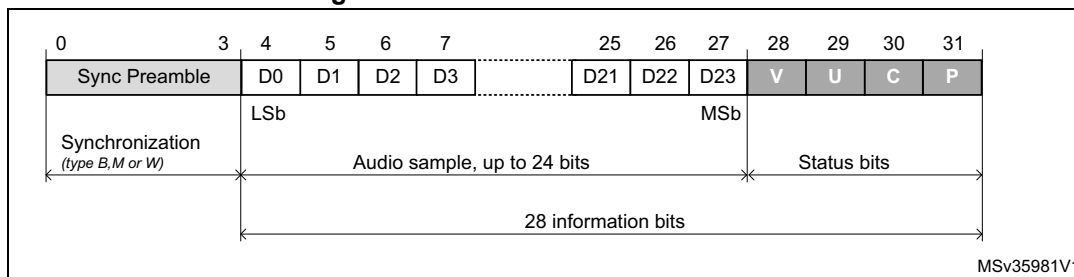 0 3 4 5 6 7 25 26 27 28 29 30 31
Sync Preamble D0 D1 D2 D3 D21 D22 D23 V U C P
LSb MSb
Synchronization
(type B,M or W) Audio sample, up to 24 bits Status bits
28 information bits
MSv35981V1